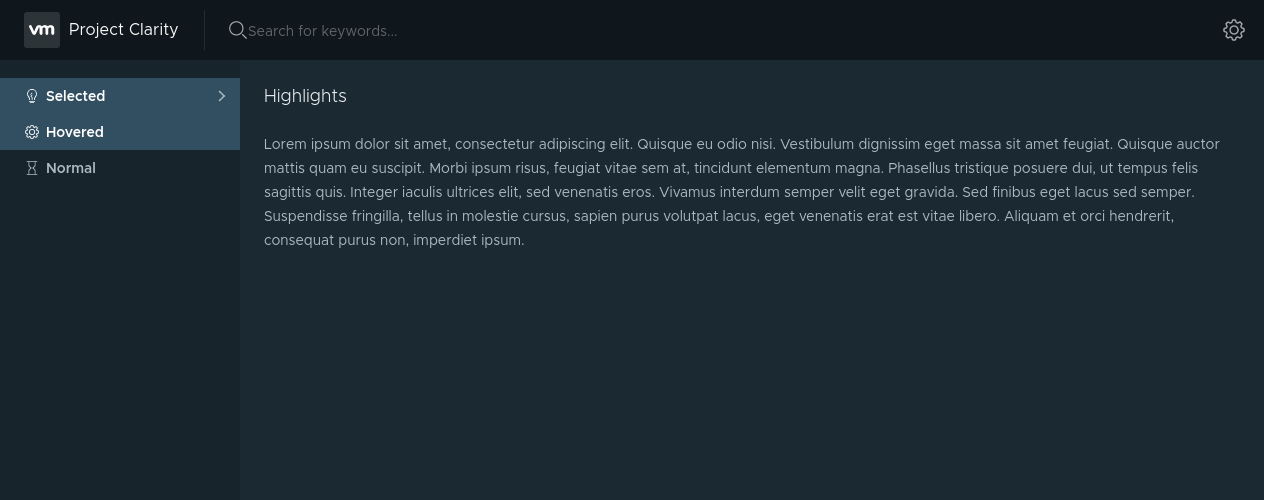 vm Project Clarity
Search for keywords...
Selected
Hovered
Normal
Highlights
Lorem ipsum dolor sit amet, consectetur adipiscing elit. Quisque eu odio nisi. Vestibulum dignissim eget massa sit amet feugiat. Quisque auctor
mattis quam eu suscipit. Morbi ipsum risus, feugiat vitae sem at, tincidunt elementum magna. Phasellus tristique posuere dui, ut tempus felis
sagittis quis. Integer iaculis ultrices elit, sed venenatis eros. Vivamus interdum semper velit eget gravida. Sed finibus eget lacus sed semper.
Suspendisse fringilla, tellus in molestie cursus, sapien purus volutpat lacus, eget venenatis erat est vitae libero. Aliquam et orci hendrerit,
consequat purus non, imperdiet ipsum.